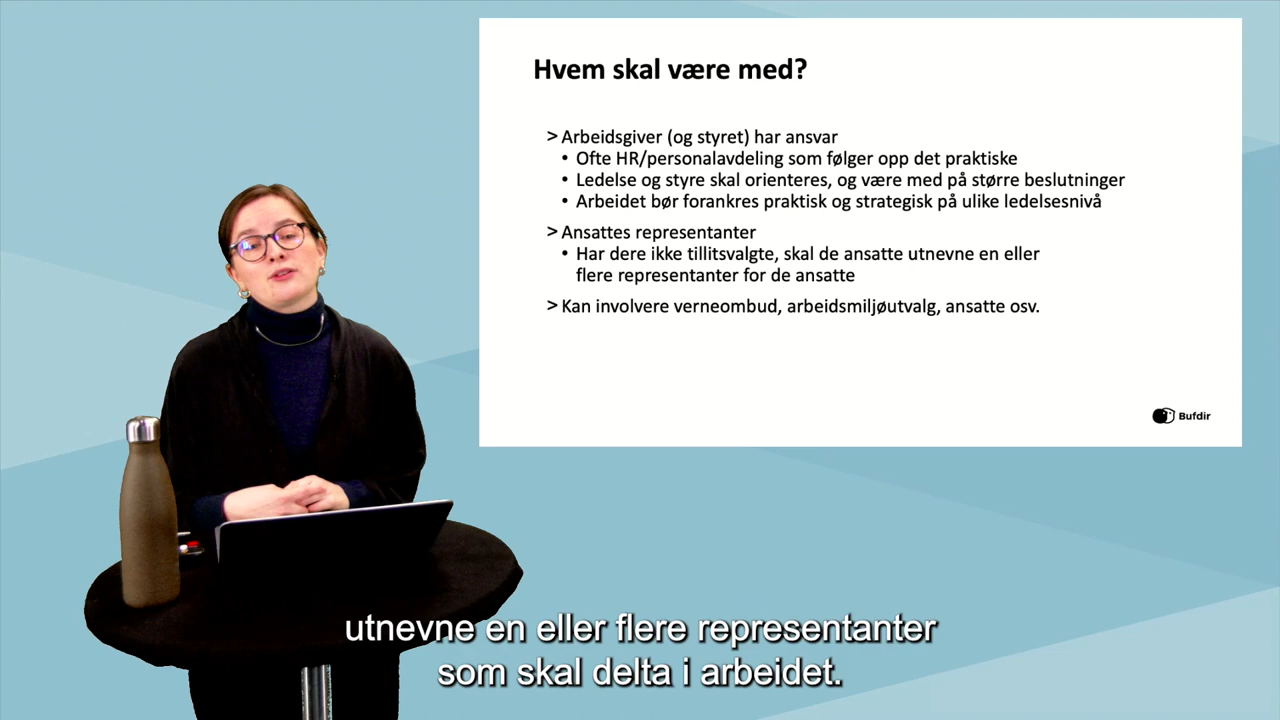 Hvem skal være med?
> Arbeidsgiver (og styret) har ansvar
• Ofte HR/personalavdeling som følger opp det praktiske
• Ledelse og styre skal orienteres, og være med på større beslutninger
• Arbeidet bør forankres praktisk og strategisk på ulike ledelsesnivå
> Ansattes representanter
• Har dere ikke tillitsvalgte, skal de ansatte utnevne en eller
flere representanter for de ansatte
> Kan involvere verneombud, arbeidsmiljøutvalg, ansatte osv.
Bufdir
utnevne en eller flere representanter
som skal delta i arbeidet.